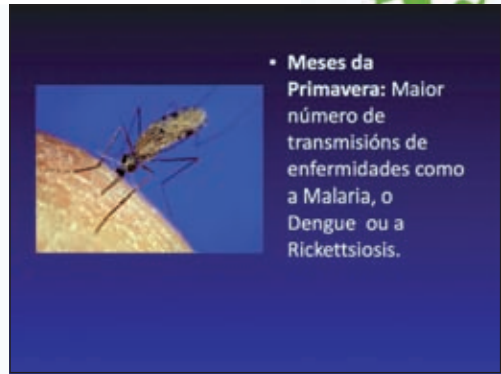 • Meses da
Primavera: Maior
número de
transmisións de
enfermidades como
a Malaria, o
Dengue ou a
Rickettsiosis.